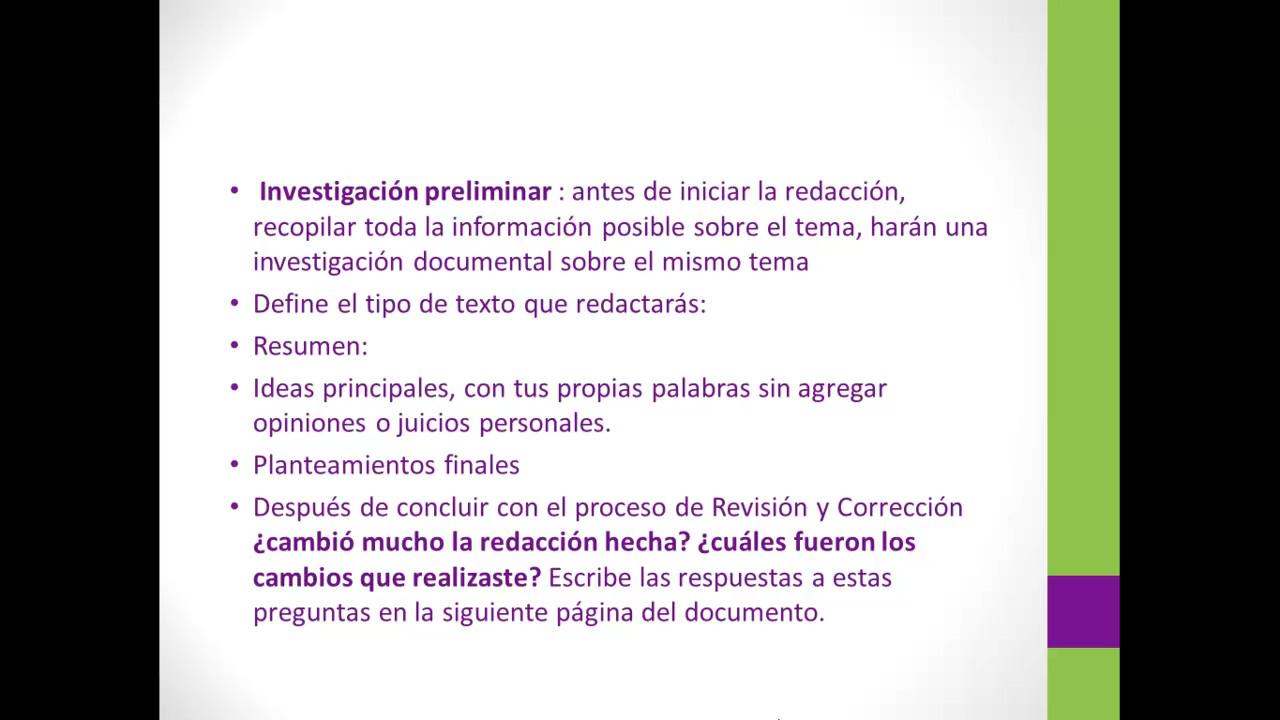 • Investigación preliminar : antes de iniciar la redacción,
recopilar toda la información posible sobre el tema, harán una
investigación documental sobre el mismo tema
• Define el tipo de texto que redactarás:
• Resumen:
• Ideas principales, con tus propias palabras sin agregar
opiniones o juicios personales.
• Planteamientos finales
• Después de concluir con el proceso de Revisión y Corrección
¿cambió mucho la redacción hecha? ¿cuáles fueron los
cambios que realizaste? Escribe las respuestas a estas
preguntas en la siguiente página del documento.